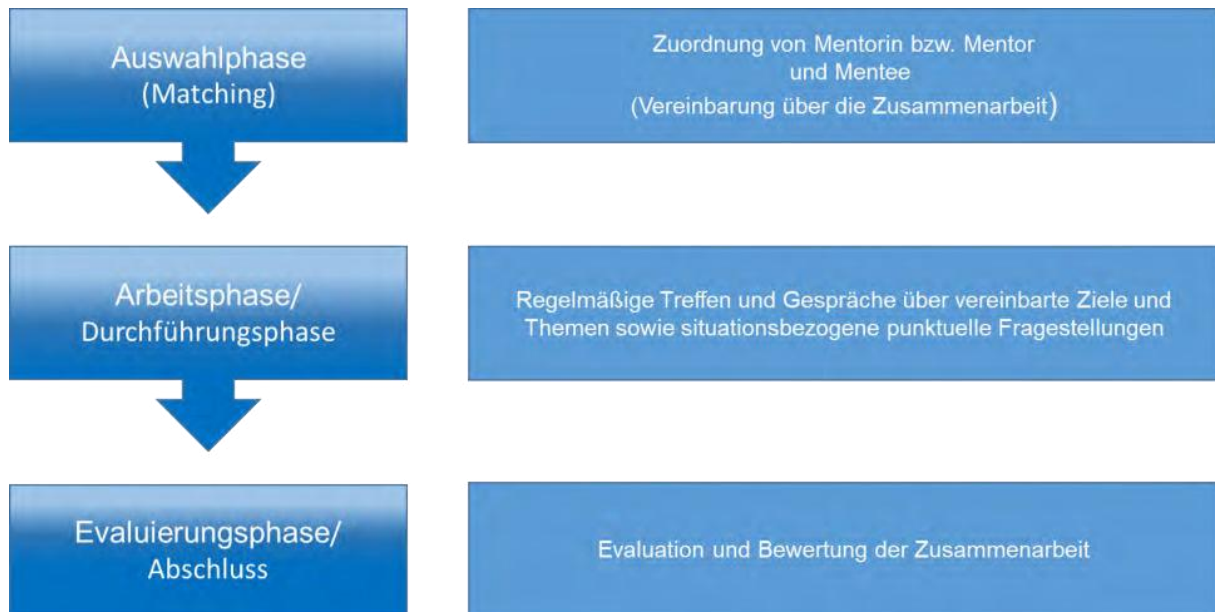 Auswahlphase
(Matching)
Zuordnung von Mentorin bzw. Mentor
und Mentee
(Vereinbarung über die Zusammenarbeit)
Arbeitsphase/
Durchführungsphase
Regelmäßige Treffen und Gespräche über vereinbarte Ziele und
Themen sowie situationsbezogene punktuelle Fragestellungen
Evaluierungsphase/
Abschluss
Evaluation und Bewertung der Zusammenarbeit